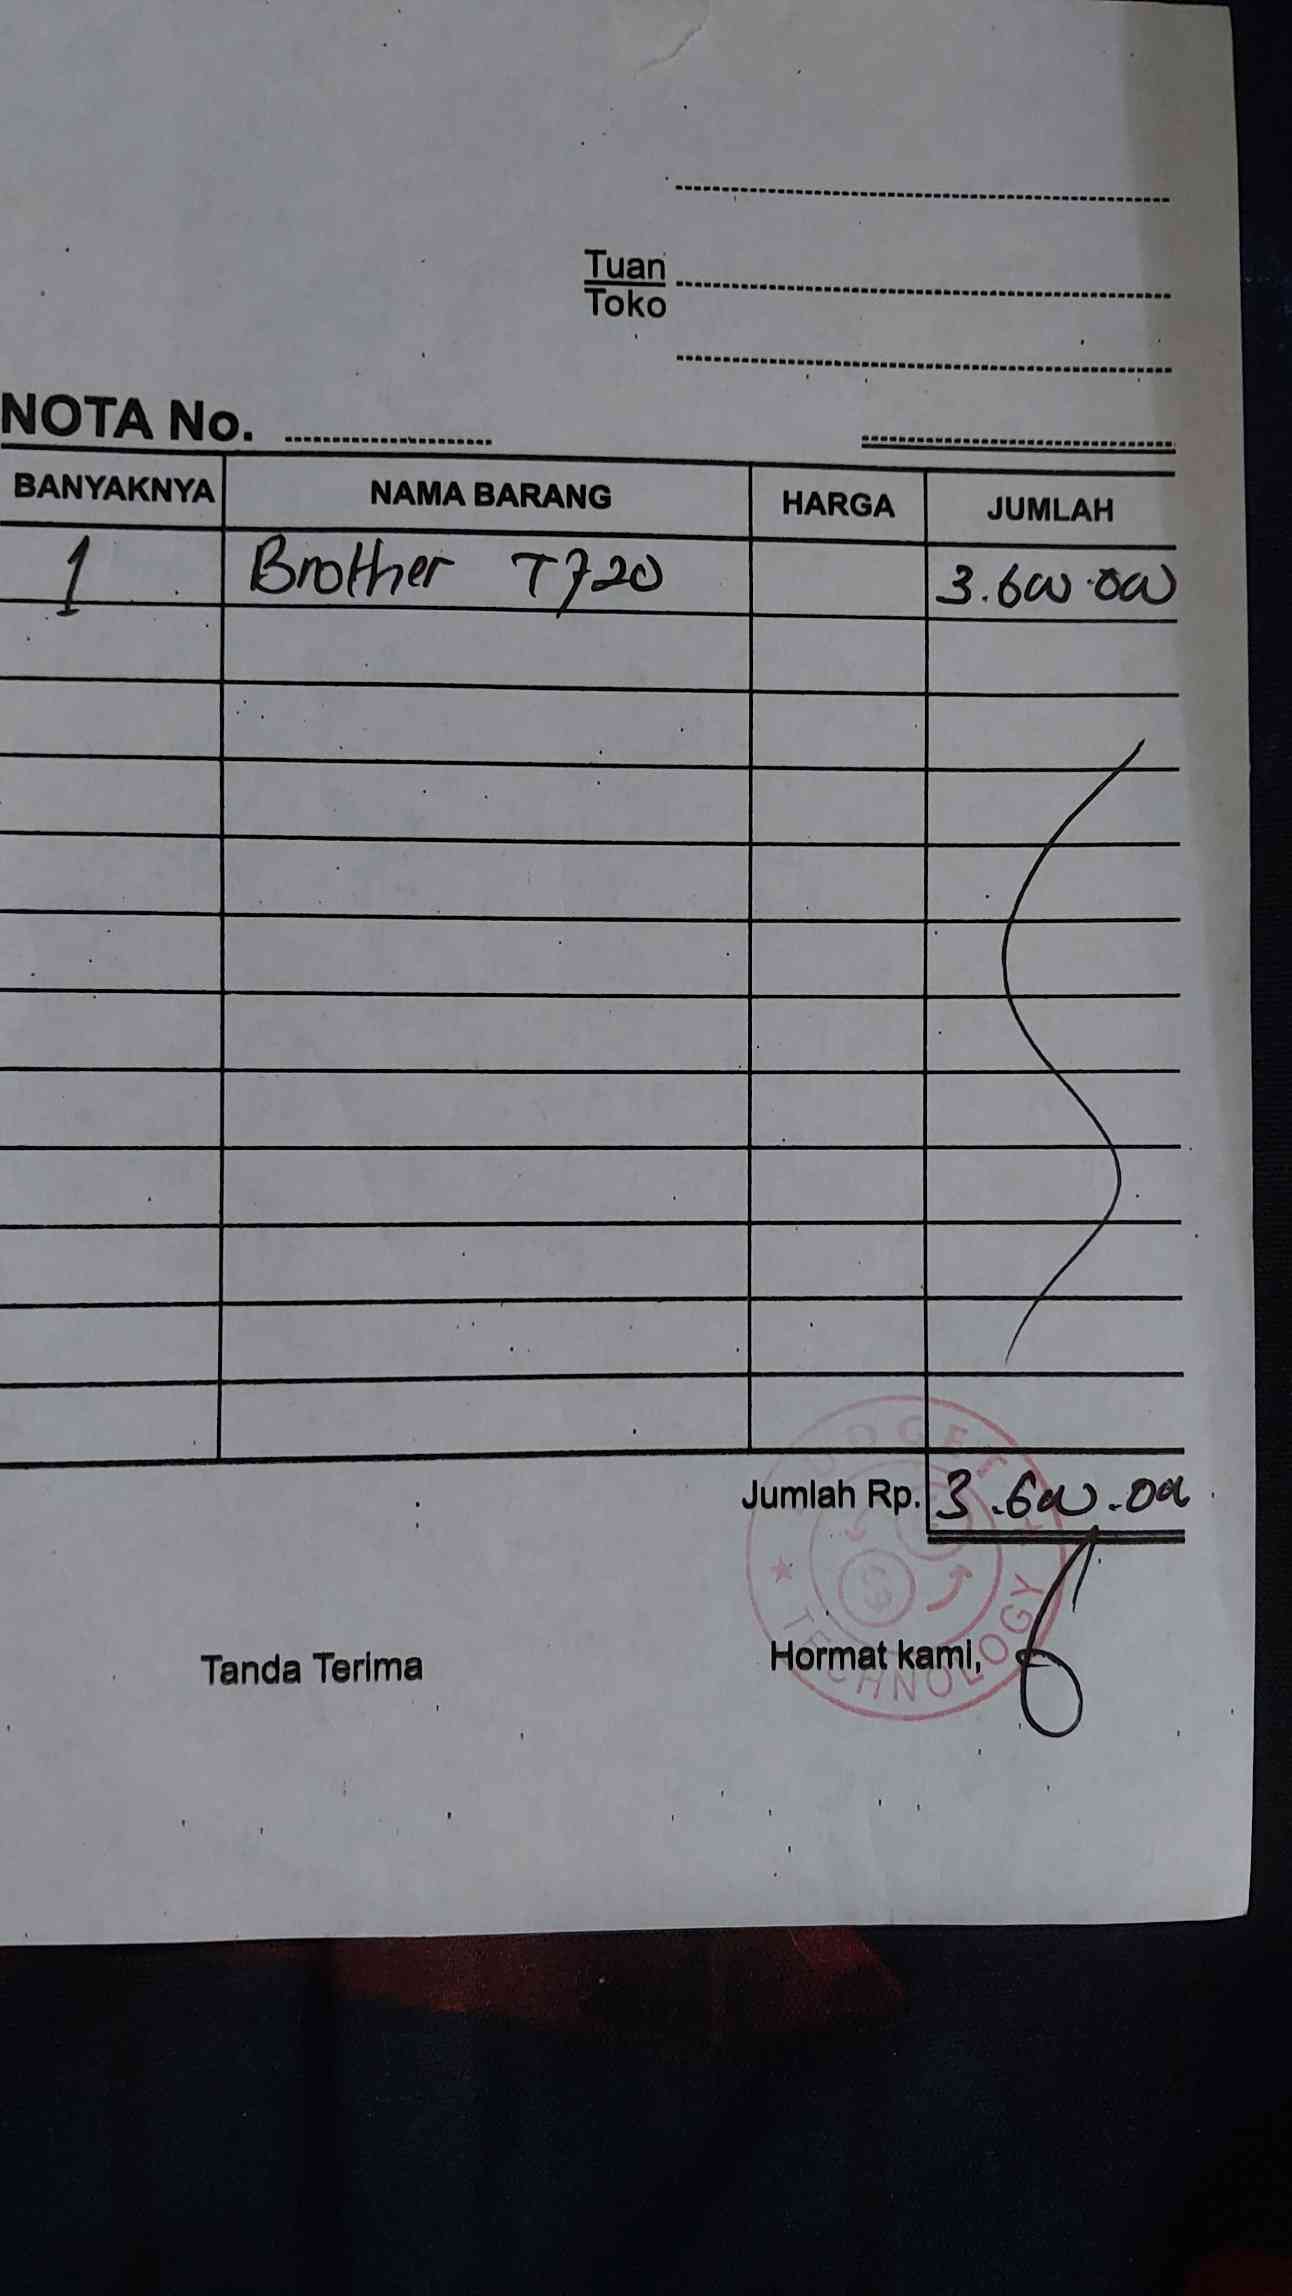 Tuan
Toko
NOTA No.
BANYAKNYA NAMA BARANG HARGA JUMLAH
1 Brother T720 3.600.000
Jumlah Rp. 3.600.000
Tanda Terima Hormat kami,
TECHNOLOGY